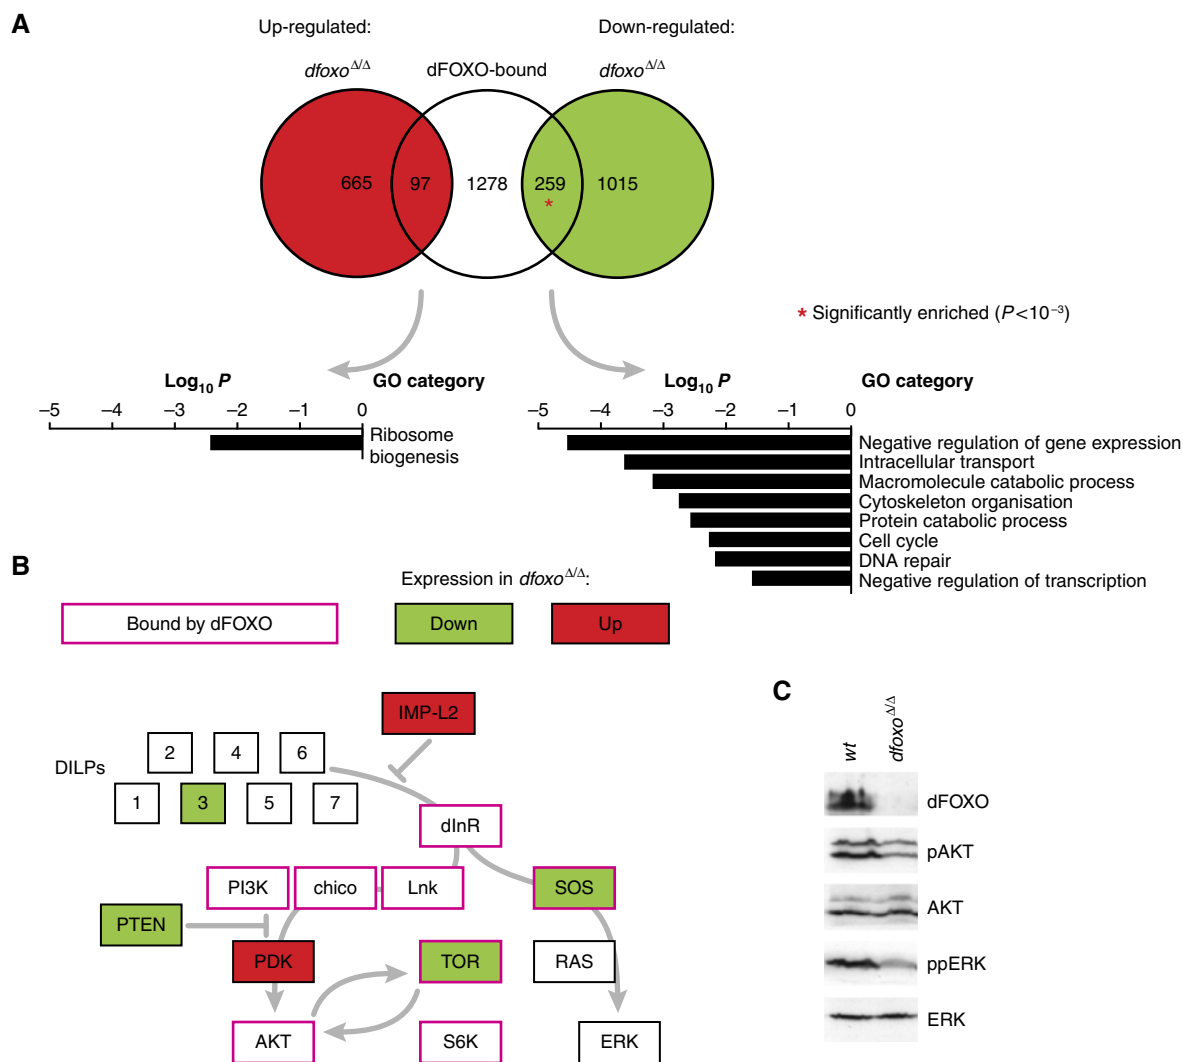 A
Up-regulated:
Down-regulated:
dfoxo Δ/Δ
dFOXO-bound
dfoxo Δ/Δ
665
97
1278
259
1015
*
* Significantly enriched (P<10⁻³)
Log₁₀ P
GO category
−5 −4 −3 −2 −1 0
Ribosome
biogenesis
Log₁₀ P
GO category
−5 −4 −3 −2 −1 0
Negative regulation of gene expression
Intracellular transport
Macromolecule catabolic process
Cytoskeleton organisation
Protein catabolic process
Cell cycle
DNA repair
Negative regulation of transcription
B
Expression in dfoxo Δ/Δ:
Bound by dFOXO
Down
Up
IMP-L2
DILPs
2
4
6
1
3
5
7
dInR
PI3K
chico
Lnk
SOS
PTEN
PDK
TOR
RAS
AKT
S6K
ERK
C
wt
dfoxo Δ/Δ
dFOXO
pAKT
AKT
ppERK
ERK